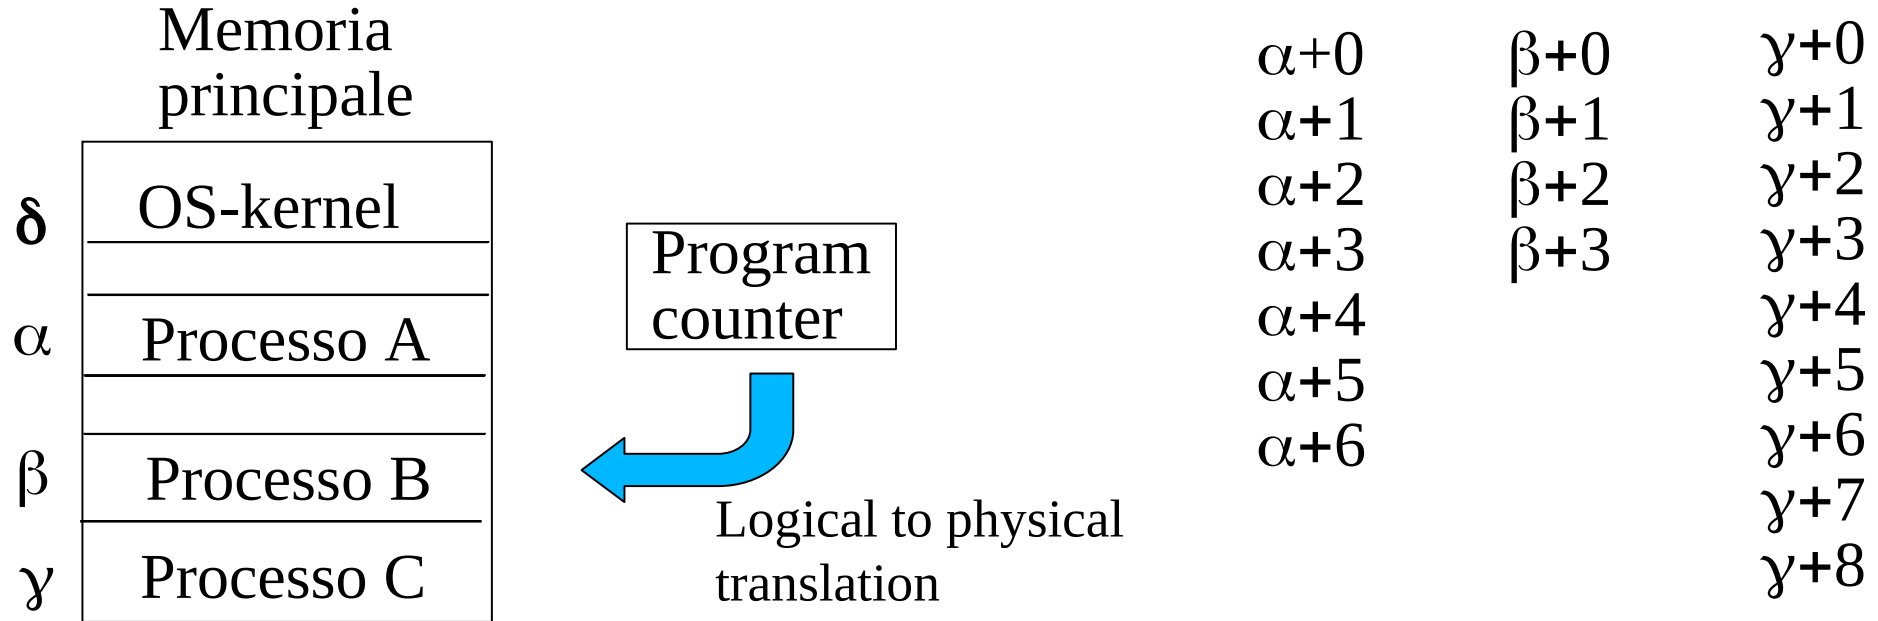 Memoria
principale
δ
OS-kernel
α
Processo A
β
Processo B
γ
Processo C
Program
counter
Logical to physical
translation
α+0
α+1
α+2
α+3
α+4
α+5
α+6
β+0
β+1
β+2
β+3
γ+0
γ+1
γ+2
γ+3
γ+4
γ+5
γ+6
γ+7
γ+8